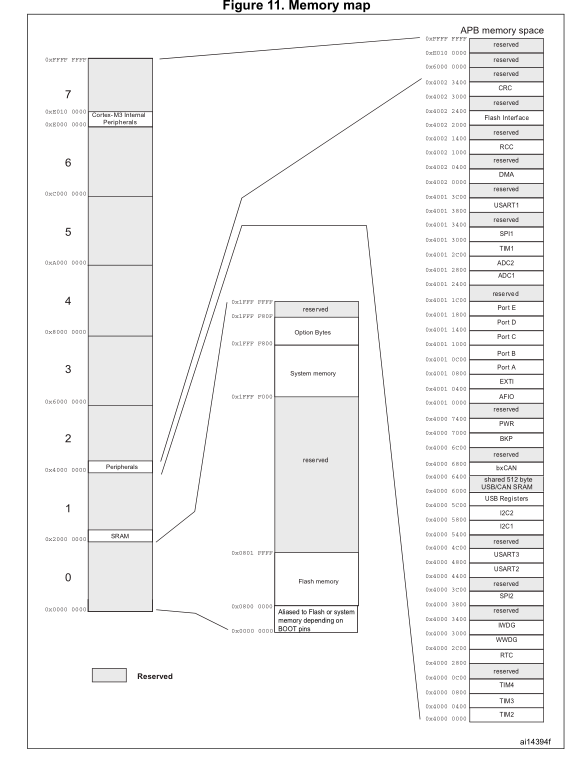 Figure 11. Memory map
0xFFFF FFFF
7
0xE010 0000
Cortex-M3 Internal
Peripherals
0xE000 0000
6
0xC000 0000
5
0xA000 0000
4
0x8000 0000
3
0x6000 0000
2
0x4000 0000
Peripherals
1
0x2000 0000
SRAM
0
0x0000 0000
Reserved
0x1FFF FFFF
reserved
0x1FFF F80F
Option Bytes
0x1FFF F800
System memory
0x1FFF F000
reserved
0x0801 FFFF
Flash memory
0x0800 0000
Aliased to Flash or system
memory depending on
BOOT pins
0x0000 0000
APB memory space
0xFFFF FFFF
reserved
0xE010 0000
reserved
0x6000 0000
reserved
0x4002 3400
CRC
0x4002 3000
reserved
0x4002 2400
Flash Interface
0x4002 2000
reserved
0x4002 1400
RCC
0x4002 1000
reserved
0x4002 0400
DMA
0x4002 0000
reserved
0x4001 3C00
USART1
0x4001 3800
reserved
0x4001 3400
SPI1
0x4001 3000
TIM1
0x4001 2C00
ADC2
0x4001 2800
ADC1
0x4001 2400
reserved
0x4001 1C00
Port E
0x4001 1800
Port D
0x4001 1400
Port C
0x4001 1000
Port B
0x4001 0C00
Port A
0x4001 0800
EXTI
0x4001 0400
AFIO
0x4001 0000
reserved
0x4000 7400
PWR
0x4000 7000
BKP
0x4000 6C00
reserved
0x4000 6800
bxCAN
0x4000 6400
shared 512 byte
USB/CAN SRAM
0x4000 6000
USB Registers
0x4000 5C00
I2C2
0x4000 5800
I2C1
0x4000 5400
reserved
0x4000 4C00
USART3
0x4000 4800
USART2
0x4000 4400
reserved
0x4000 3C00
SPI2
0x4000 3800
reserved
0x4000 3400
IWDG
0x4000 3000
WWDG
0x4000 2C00
RTC
0x4000 2800
reserved
0x4000 0C00
TIM4
0x4000 0800
TIM3
0x4000 0400
TIM2
0x4000 0000
ai14394f